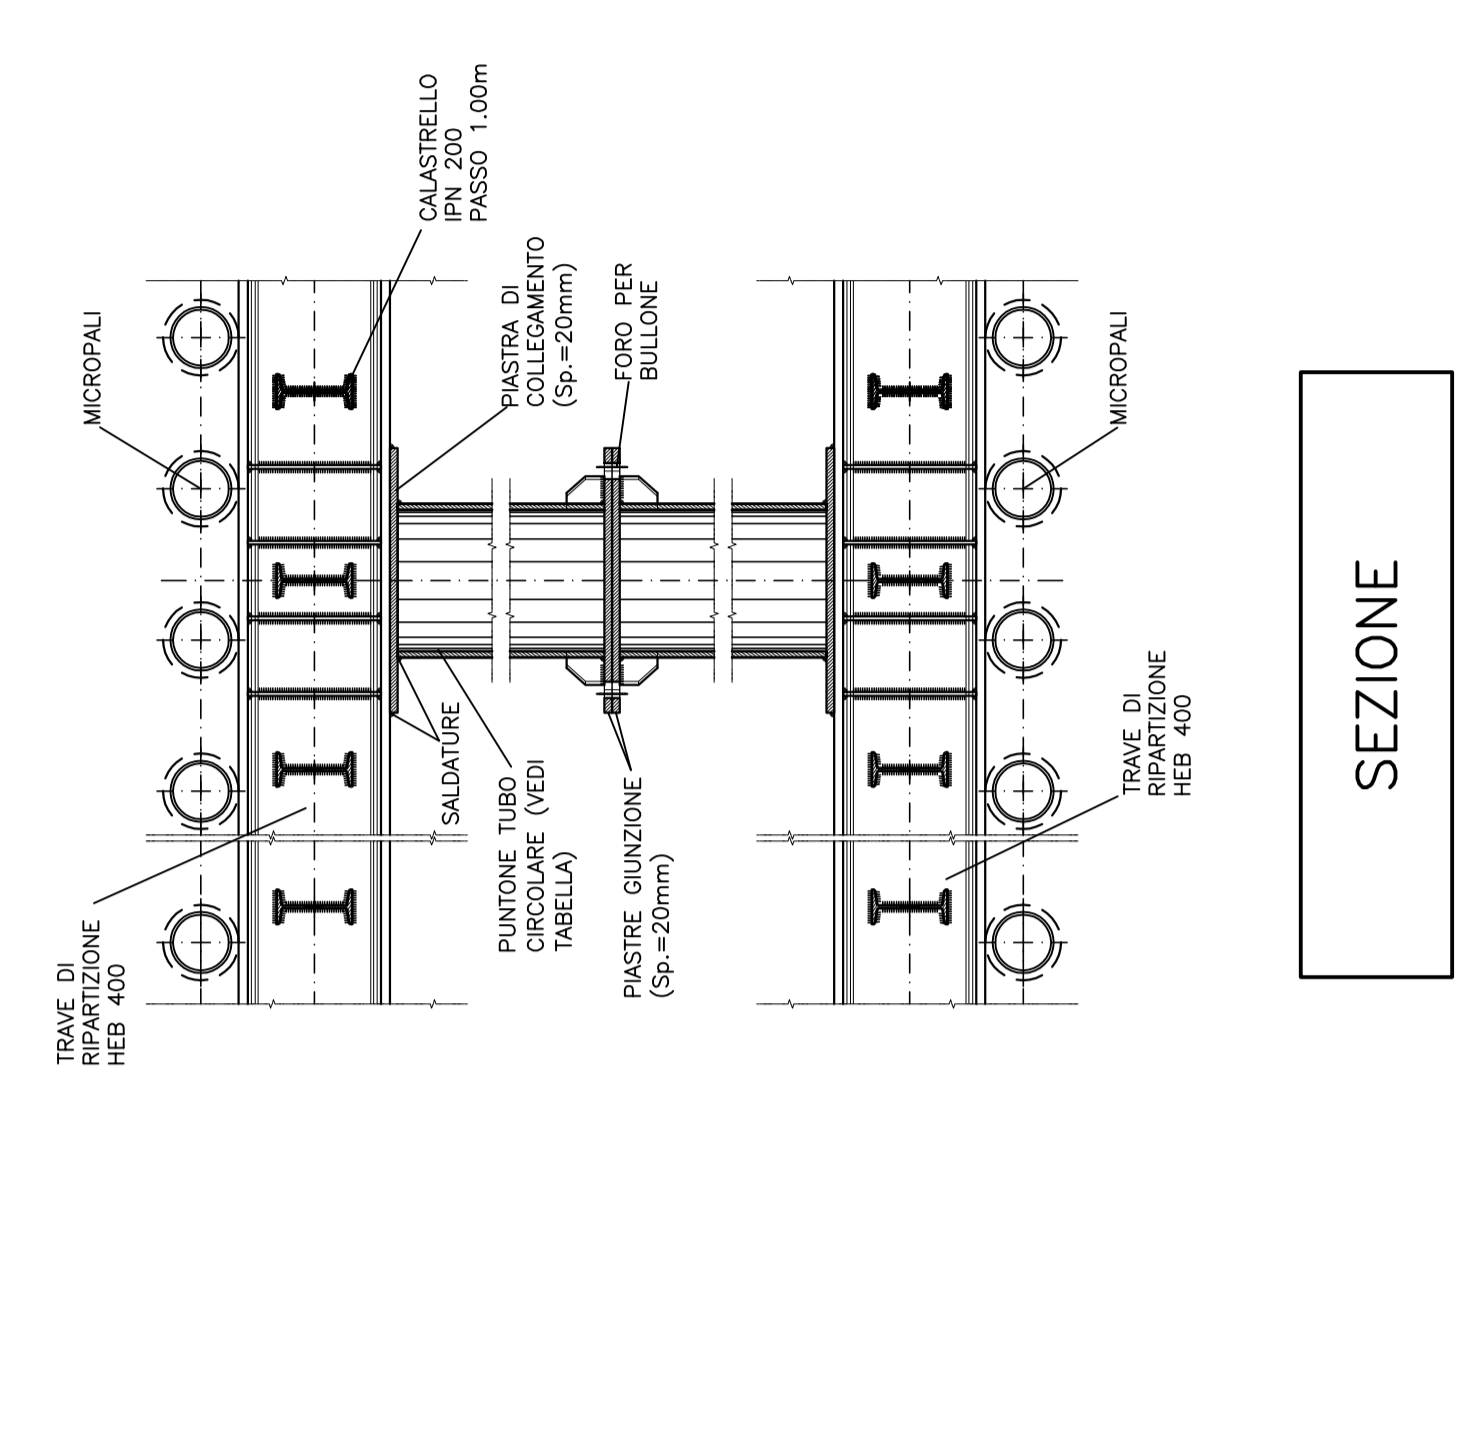 MICROPALI
CALASTRELLO
IPN 200
PASSO 1.00m
PIASTRA DI
COLLEGAMENTO
(Sp.=20mm)
FORO PER
BULLONE
MICROPALI
TRAVE DI
RIPARTIZIONE
HEB 400
SALDATURE
PUNTONE TUBO
CIRCOLARE (VEDI
TABELLA)
PIASTRE GIUNZIONE
(Sp.=20mm)
TRAVE DI
RIPARTIZIONE
HEB 400
SEZIONE